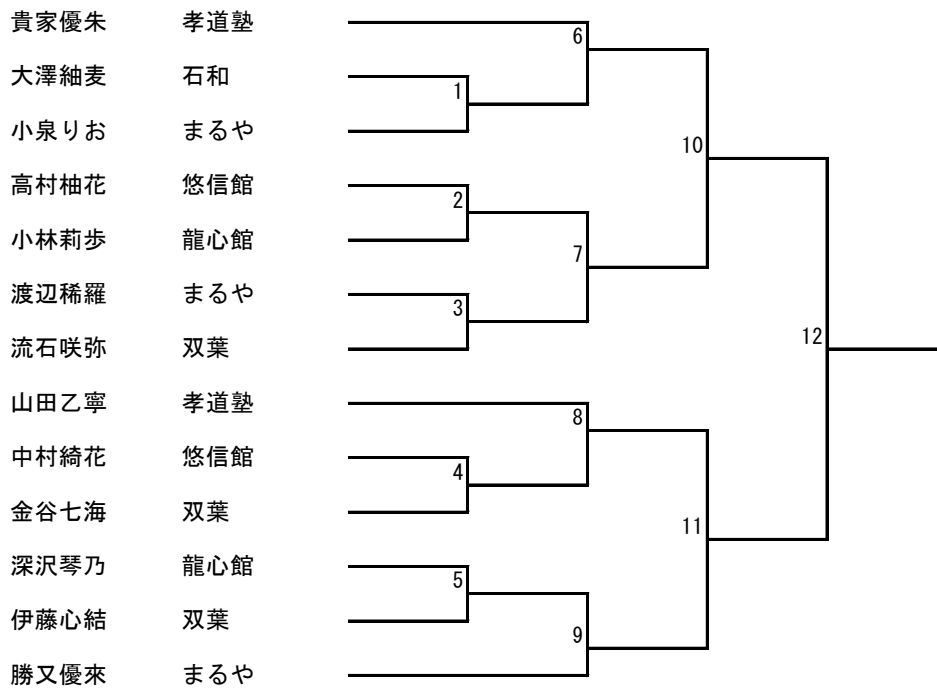 貴家優朱 孝道塾
6
大澤紬麦 石和
1
小泉りお まるや
10
高村柚花 悠信館
2
小林莉歩 龍心館
7
渡辺稀羅 まるや
3
12
流石咲弥 双葉
山田乙寧 孝道塾
8
中村綺花 悠信館
4
金谷七海 双葉
11
深沢琴乃 龍心館
5
伊藤心結 双葉
9
勝又優來 まるや